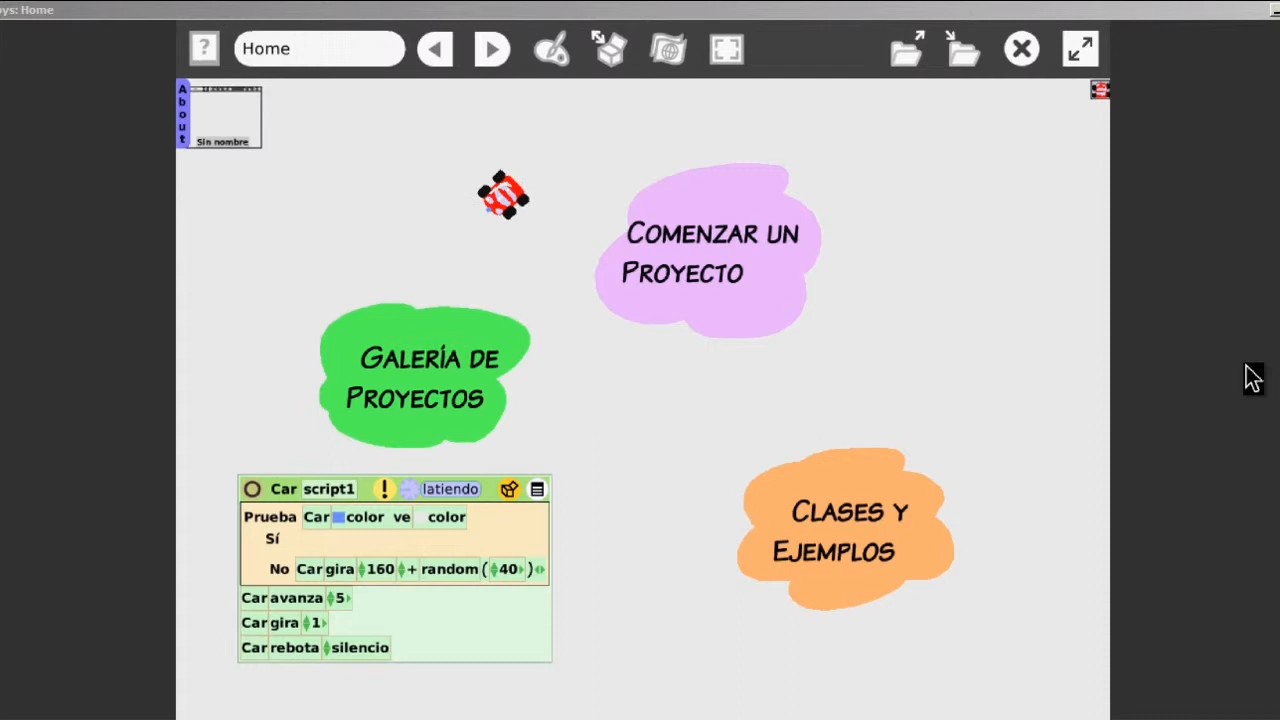 oys: Home
?
Home
About
Sin nombre
COMENZAR UN
PROYECTO
GALERÍA DE
PROYECTOS
Car script1 ! latiendo
Prueba Car color ve color
Sí
No Car gira 160 + random ( 40 )
Car avanza 5
Car gira 1
Car rebota silencio
CLASES Y
EJEMPLOS